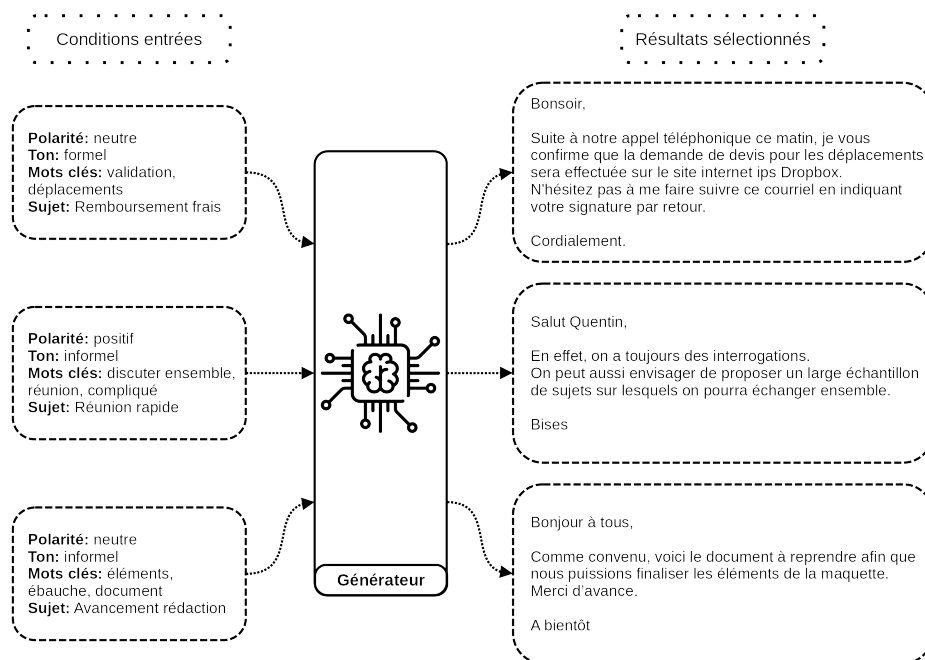 Conditions entrées
Résultats sélectionnés
Polarité: neutre
Ton: formel
Mots clés: validation,
déplacements
Sujet: Remboursement frais
Bonsoir,
Suite à notre appel téléphonique ce matin, je vous
confirme que la demande de devis pour les déplacements
sera effectuée sur le site internet ips Dropbox.
N'hésitez pas à me faire suivre ce courriel en indiquant
votre signature par retour.
Cordialement.
Polarité: positif
Ton: informel
Mots clés: discuter ensemble,
réunion, compliqué
Sujet: Réunion rapide
Salut Quentin,
En effet, on a toujours des interrogations.
On peut aussi envisager de proposer un large échantillon
de sujets sur lesquels on pourra échanger ensemble.
Bises
Polarité: neutre
Ton: informel
Mots clés: éléments,
ébauche, document
Sujet: Avancement rédaction
Générateur
Bonjour à tous,
Comme convenu, voici le document à reprendre afin que
nous puissions finaliser les éléments de la maquette.
Merci d'avance.
A bientôt